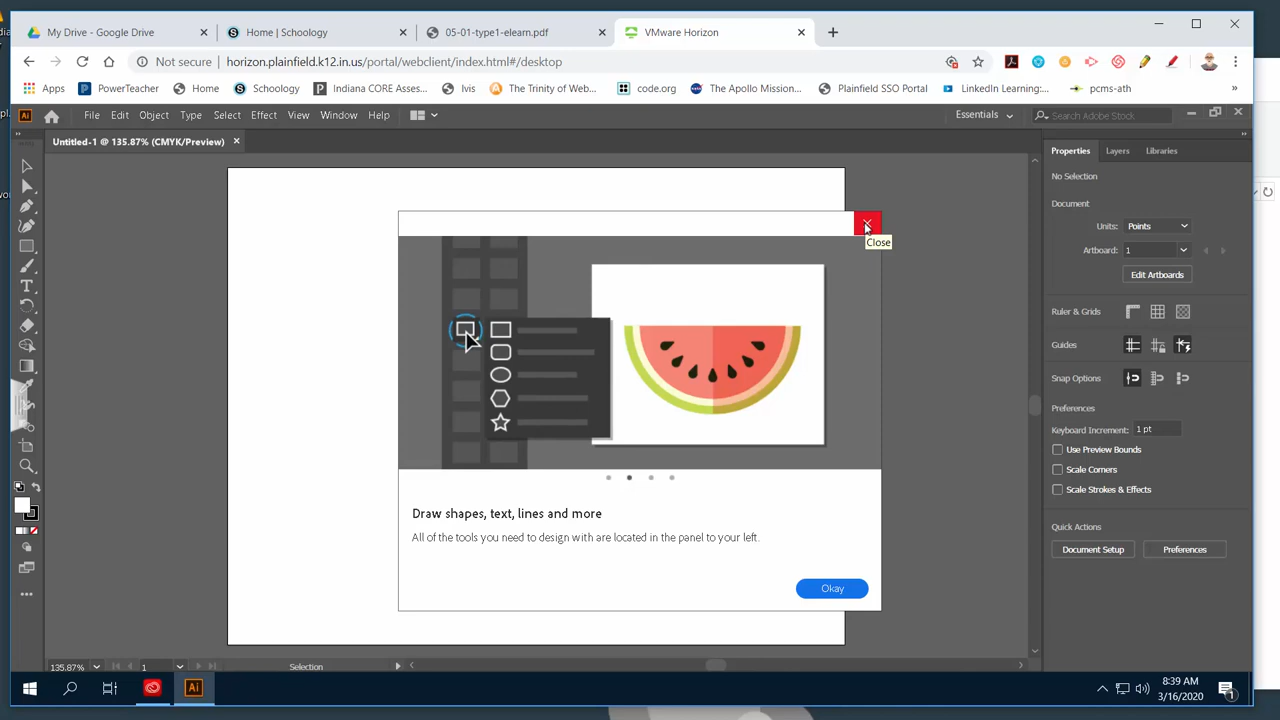 My Drive - Google Drive
Home | Schoology
05-01-type1-elearn.pdf
VMware Horizon
Not secure
horizon.plainfield.k12.in.us/portal/webclient/index.html#/desktop
Apps
PowerTeacher
Home
Schoology
Indiana CORE Asses...
Ivis
The Trinity of Web...
code.org
The Apollo Mission...
Plainfield SSO Portal
LinkedIn Learning:...
pcms-ath
»
Ai
File
Edit
Object
Type
Select
Effect
View
Window
Help
Essentials
Search Adobe Stock
Untitled-1 @ 135.87% (CMYK/Preview)
Properties
Layers
Libraries
No Selection
Document
Units:
Points
Artboard:
1
Edit Artboards
Ruler & Grids
Guides
Snap Options
Preferences
Keyboard Increment:
1 pt
Use Preview Bounds
Scale Corners
Scale Strokes & Effects
Quick Actions
Document Setup
Preferences
Close
Draw shapes, text, lines and more
All of the tools you need to design with are located in the panel to your left.
Okay
135.87%
1
Selection
Ai
8:39 AM
3/16/2020
1